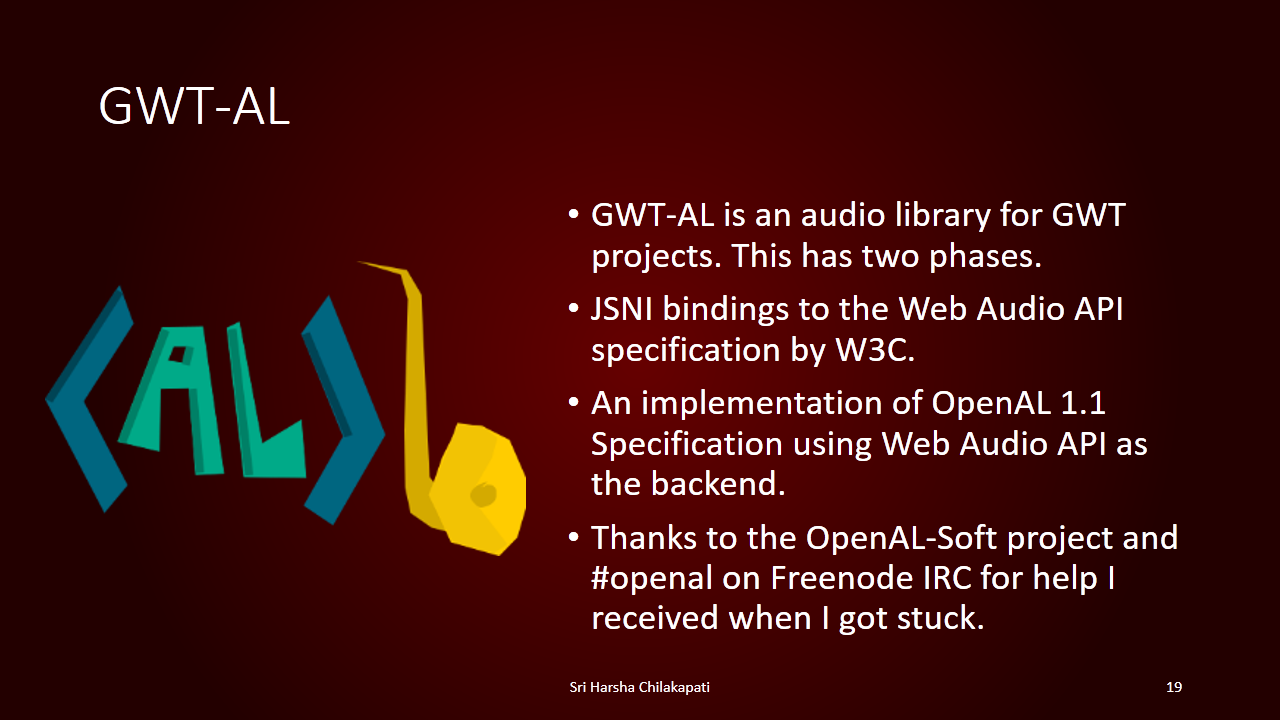 GWT-AL
<AL>
• GWT-AL is an audio library for GWT
projects. This has two phases.
• JSNI bindings to the Web Audio API
specification by W3C.
• An implementation of OpenAL 1.1
Specification using Web Audio API as
the backend.
• Thanks to the OpenAL-Soft project and
#openal on Freenode IRC for help I
received when I got stuck.
Sri Harsha Chilakapati
19